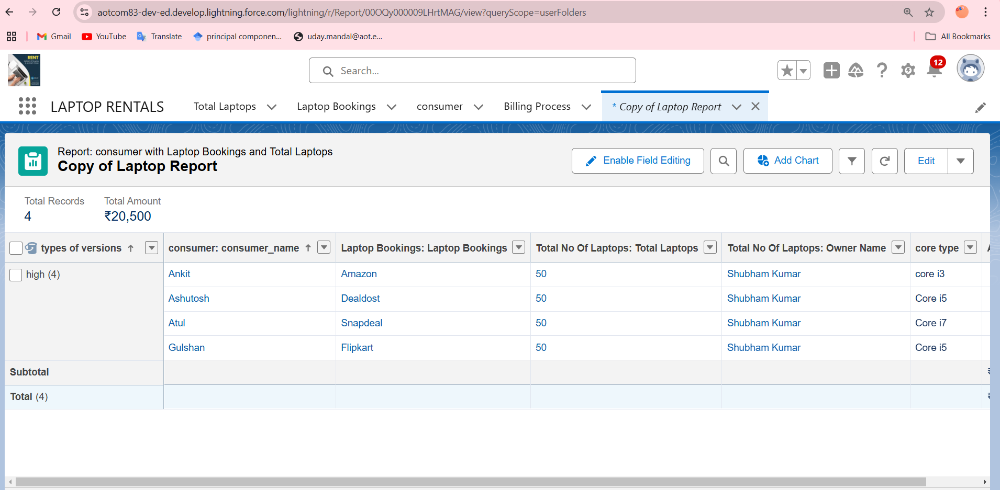 aotcom83-dev-ed.develop.lightning.force.com/lightning/r/Report/00OQy000009LHrtMAG/view?queryScope=userFolders
Gmail YouTube Translate principal componen... uday.mandal@aot.e... All Bookmarks
RENT
Search...
12
LAPTOP RENTALS Total Laptops Laptop Bookings consumer Billing Process * Copy of Laptop Report
Report: consumer with Laptop Bookings and Total Laptops
Copy of Laptop Report
Enable Field Editing Add Chart Edit
Total Records Total Amount
4 ₹20,500
types of versions consumer: consumer_name Laptop Bookings: Laptop Bookings Total No Of Laptops: Total Laptops Total No Of Laptops: Owner Name core type
high (4) Ankit Amazon 50 Shubham Kumar core i3
Ashutosh Dealdost 50 Shubham Kumar Core i5
Atul Snapdeal 50 Shubham Kumar Core i7
Gulshan Flipkart 50 Shubham Kumar Core i5
Subtotal
Total (4)